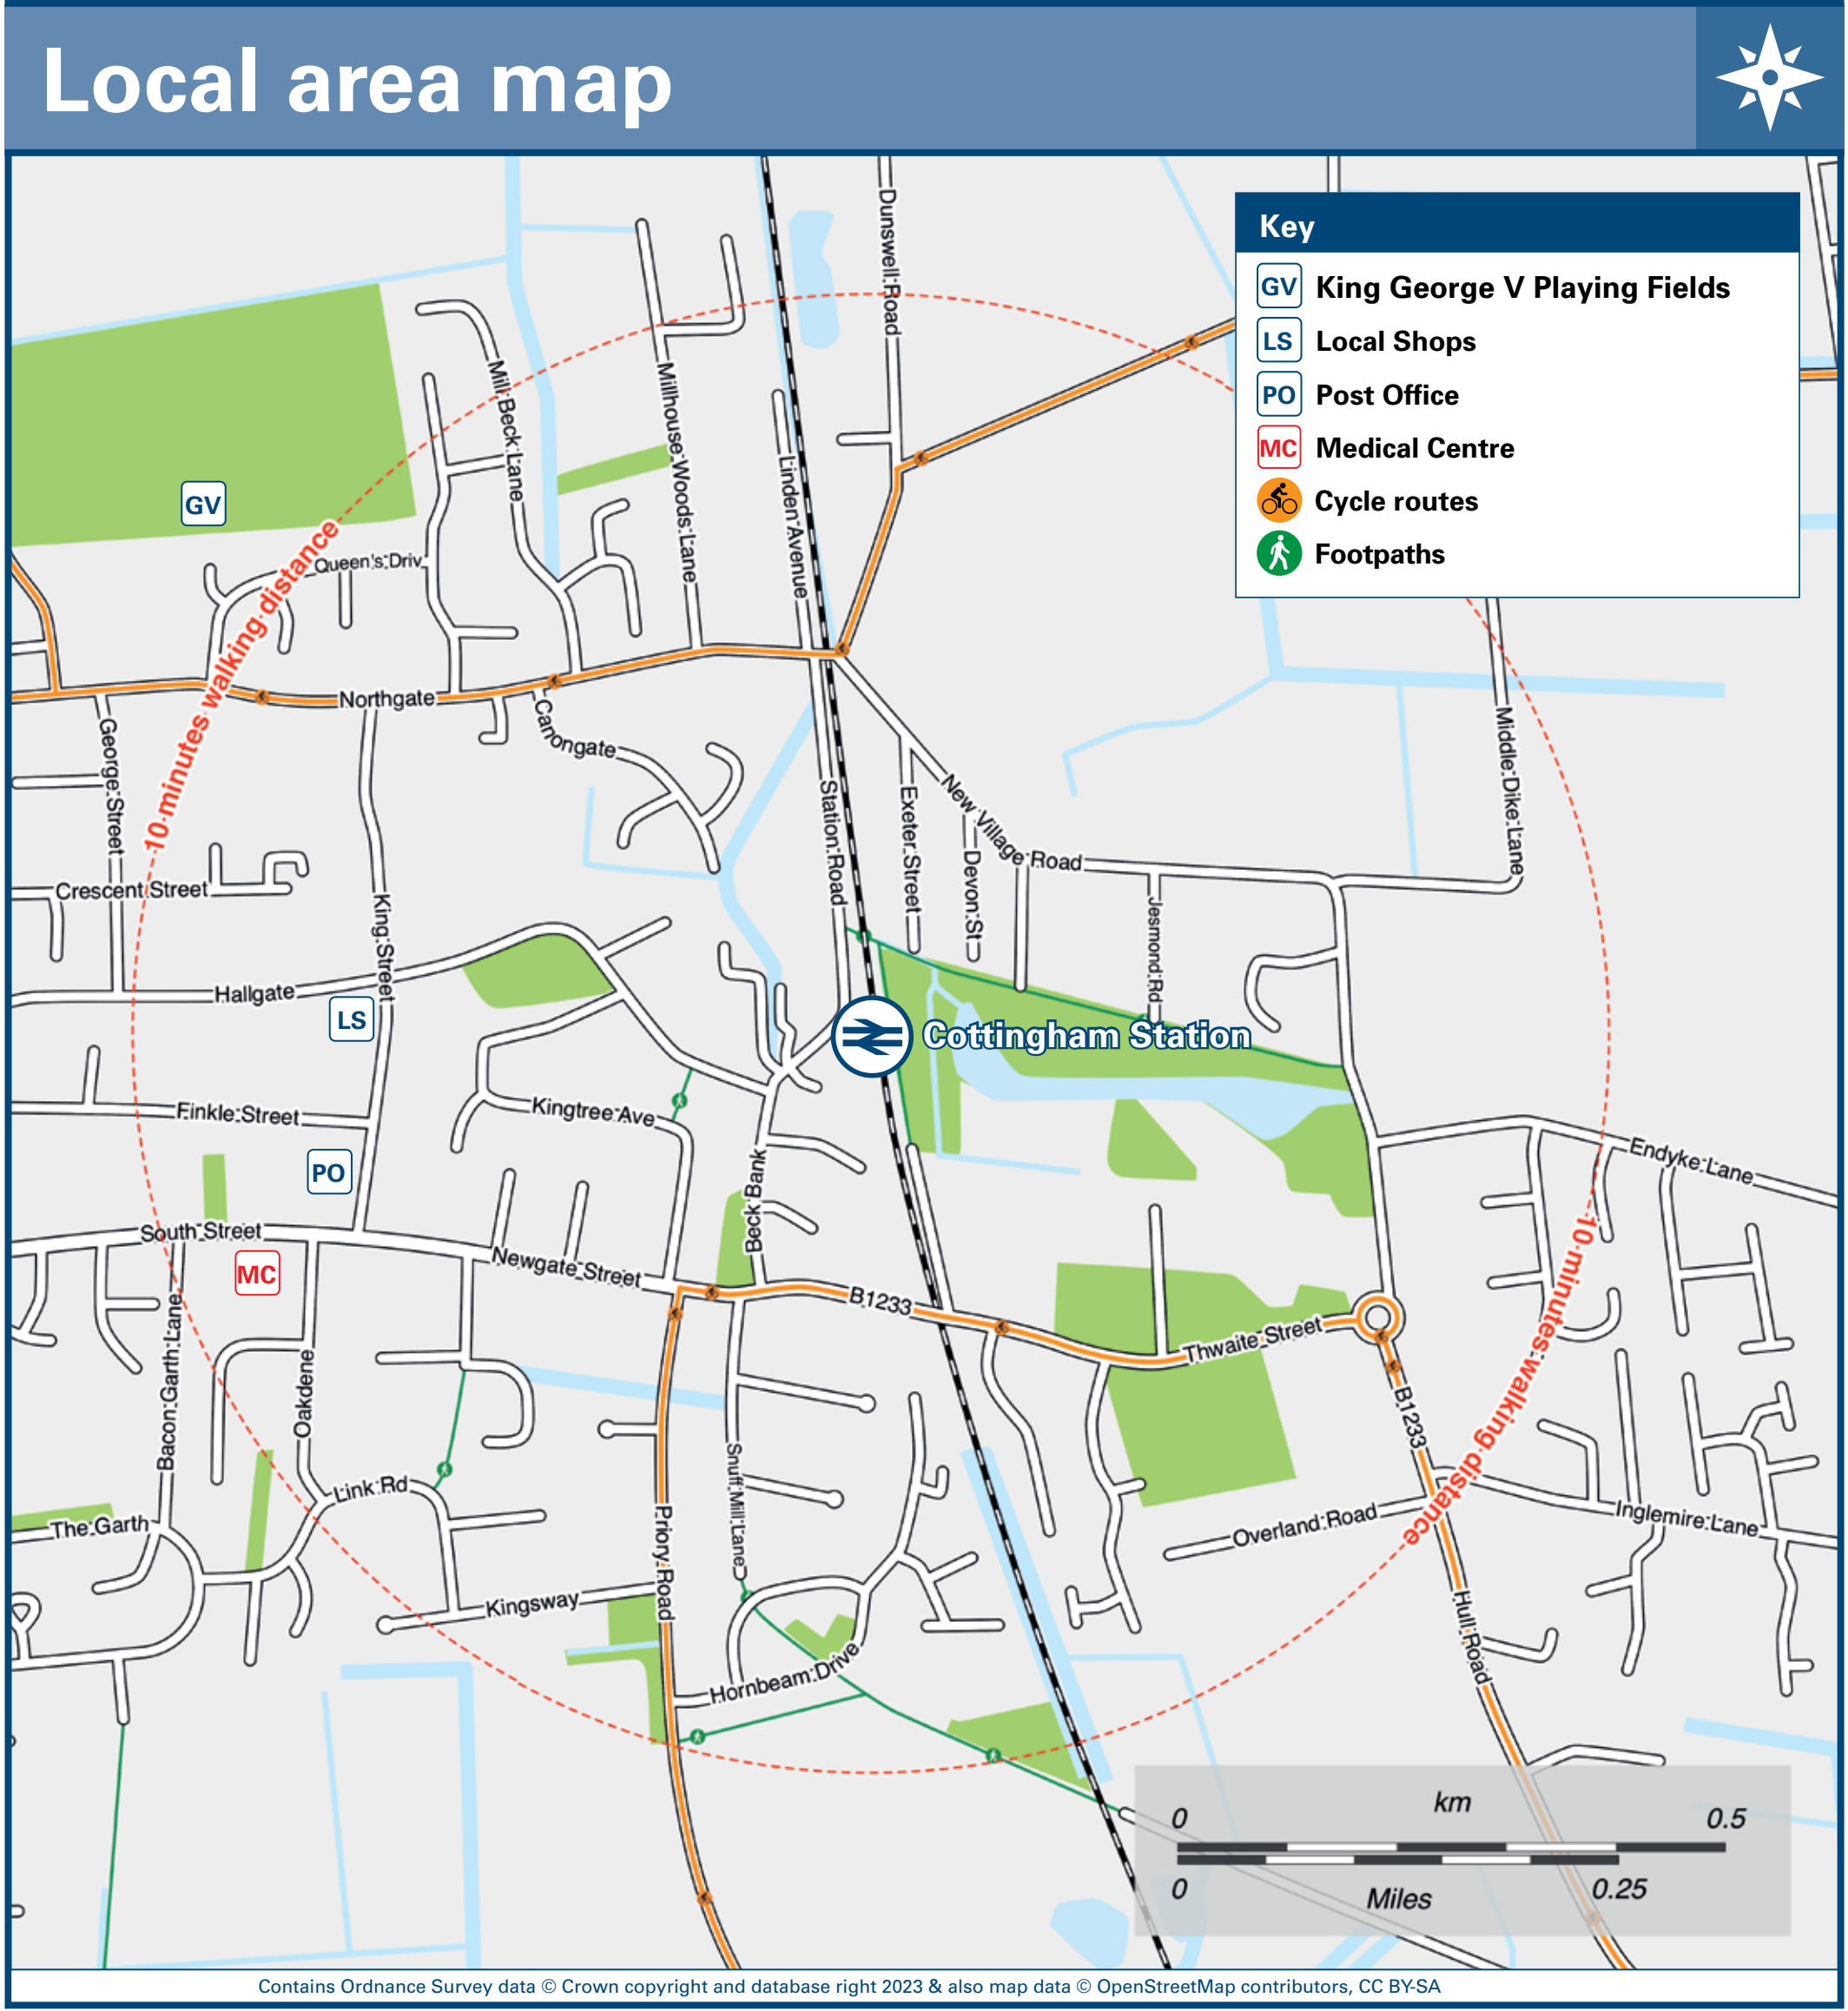 Local area map
Key
GV King George V Playing Fields
LS Local Shops
PO Post Office
MC Medical Centre
Cycle routes
Footpaths
Dunswell Road
Mill Beck Lane
Millhouse Woods Lane
Linden Avenue
GV
10 minutes walking distance
Queen's Driv
Northgate
George Street
Canongate
Station Road
Exeter Street
New Village Road
Devon St
Middle Dike Lane
Crescent Street
King Street
Jesmond Rd
Hallgate
LS
Cottingham Station
Finkle Street
Kingtree Ave
PO
Beck Bank
Endyke Lane
South Street
MC
Newgate Street
B1233
Thwaite Street
10 minutes walking distance
Bacon Garth Lane
Oakdene
B1233
Snuff Mill Lane
Link Rd
The Garth
Priory Road
Overland Road
Inglemire Lane
Kingsway
Hull Road
Hornbeam Drive
km
0 0.5
0 0.25
Miles
Contains Ordnance Survey data © Crown copyright and database right 2023 & also map data © OpenStreetMap contributors, CC BY-SA